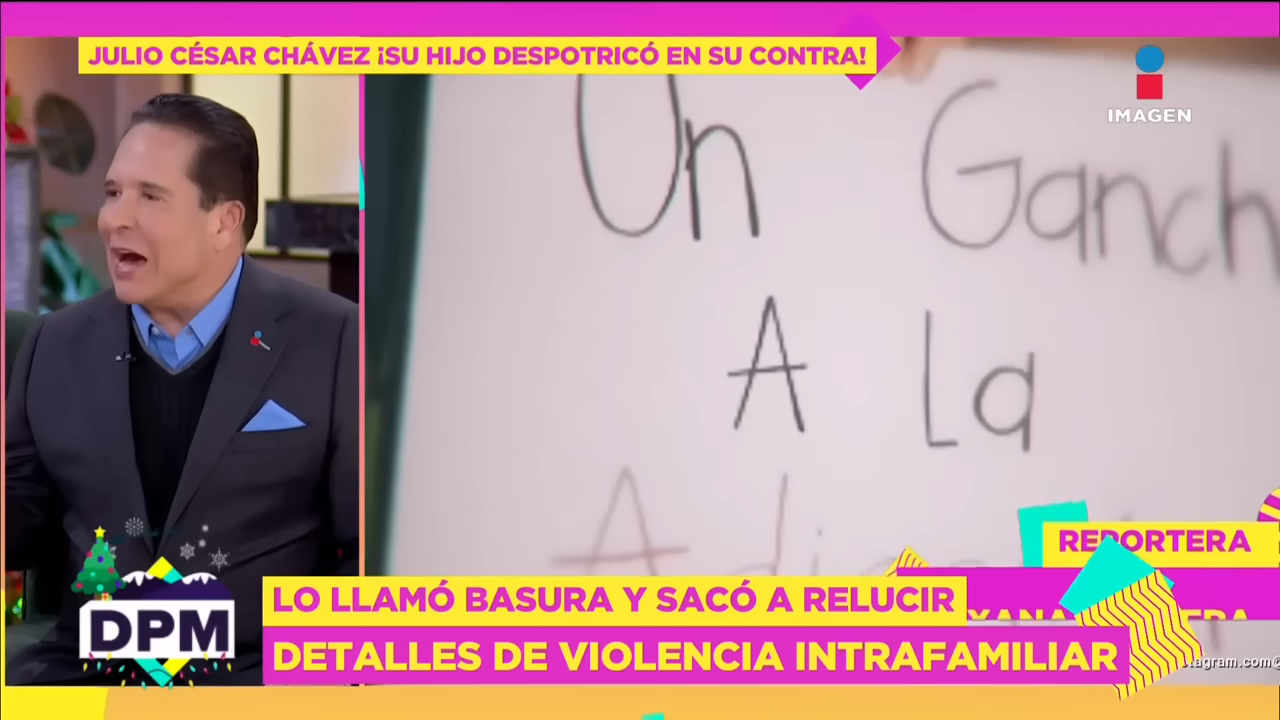 JULIO CÉSAR CHÁVEZ ¡SU HIJO DESPOTRICÓ EN SU CONTRA!
IMAGEN
Un Ganch
A La
REPORTERA
LO LLAMÓ BASURA Y SACÓ A RELUCIR
DETALLES DE VIOLENCIA INTRAFAMILIAR
DPM